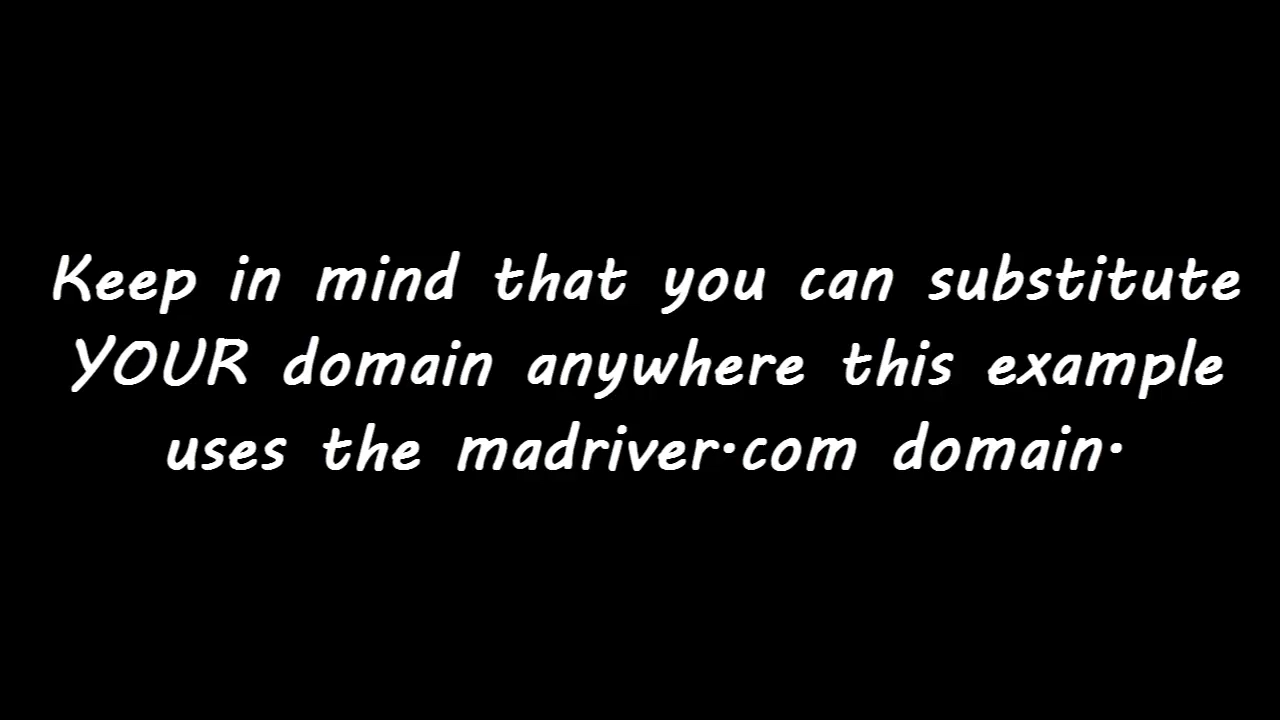 Keep in mind that you can substitute
YOUR domain anywhere this example
uses the madriver.com domain.